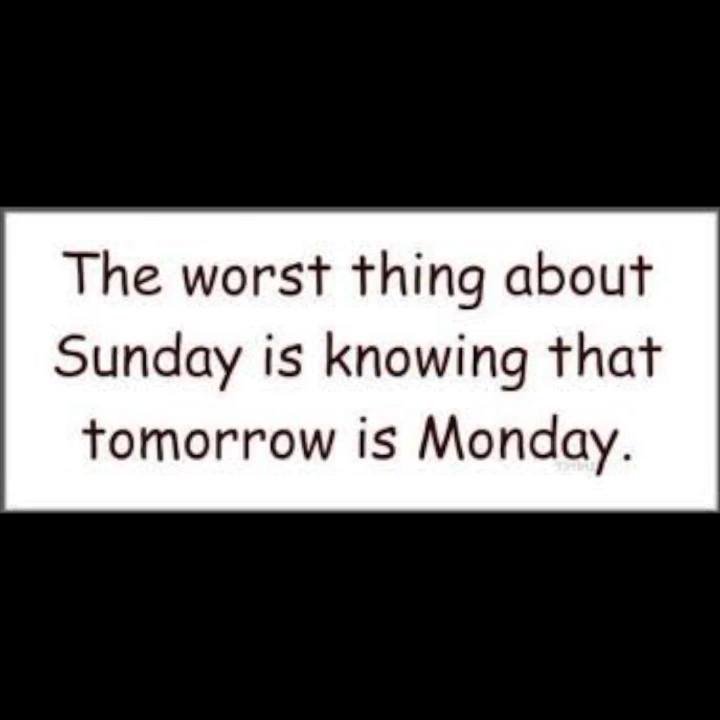 The worst thing about
Sunday is knowing that
tomorrow is Monday.